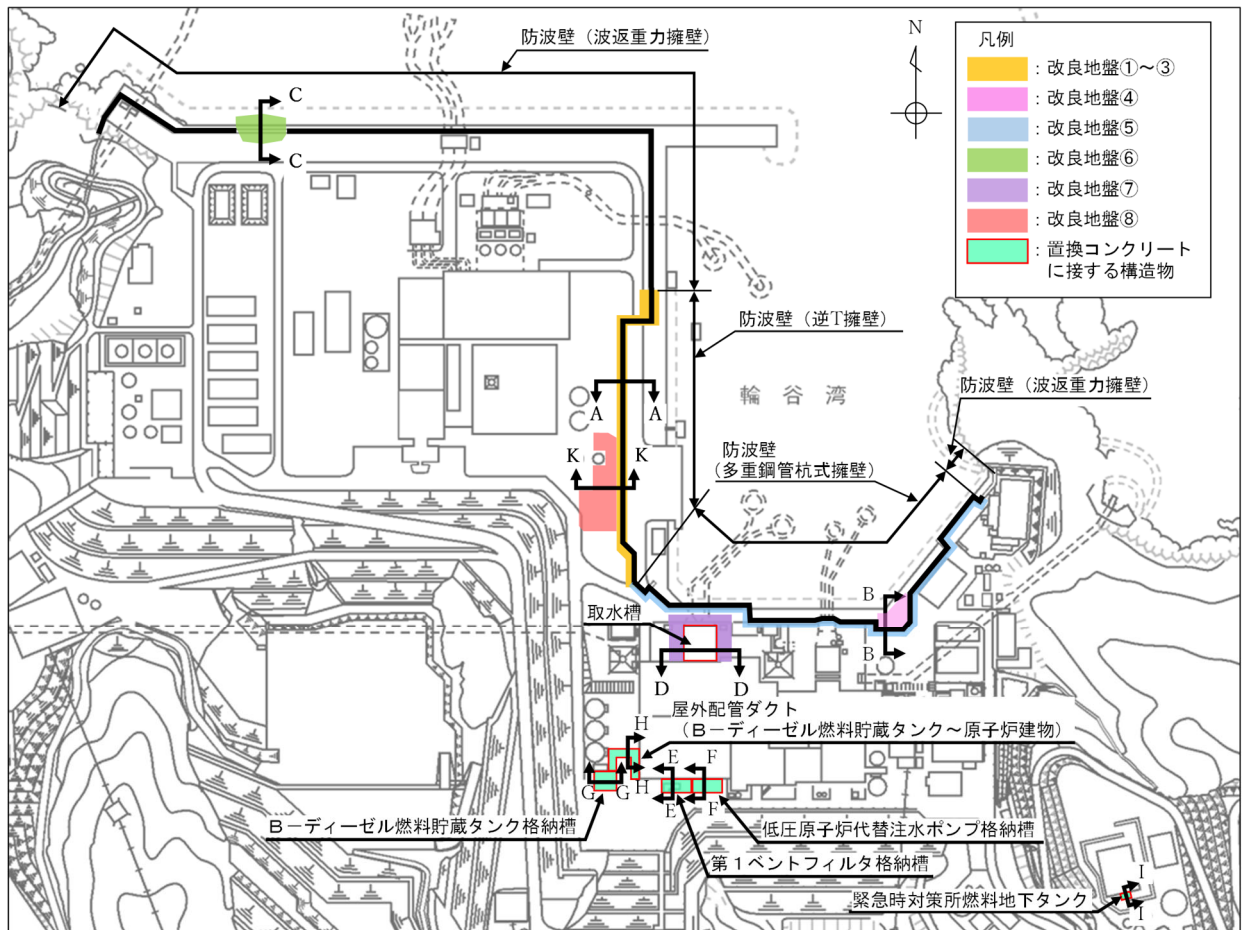 防波壁（波返重力擁壁）
N
凡例
：改良地盤①～③
：改良地盤④
：改良地盤⑤
：改良地盤⑥
：改良地盤⑦
：改良地盤⑧
：置換コンクリート
に接する構造物
C
C
防波壁（逆T擁壁）
輪谷湾
防波壁（波返重力擁壁）
A
A
防波壁
（多重鋼管杭式擁壁）
K
K
B
B
取水槽
D
D
屋外配管ダクト
（B－ディーゼル燃料貯蔵タンク～原子炉建物）
H
H
E
E
F
F
G
G
B－ディーゼル燃料貯蔵タンク格納槽
低圧原子炉代替注水ポンプ格納槽
第1ベントフィルタ格納槽
緊急時対策所燃料地下タンク
I
I